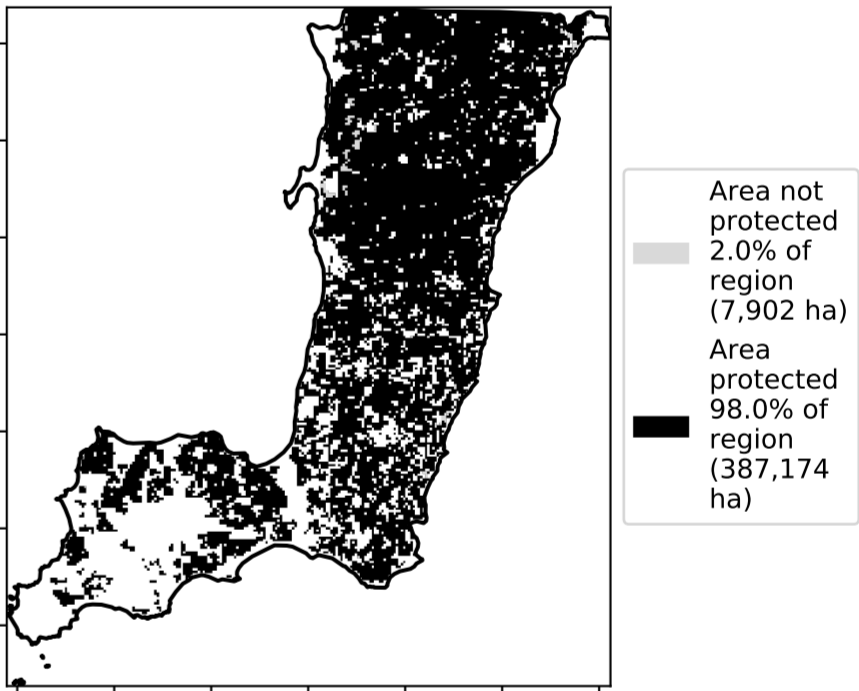 Area not
protected
2.0% of
region
(7,902 ha)
Area
protected
98.0% of
region
(387,174
ha)